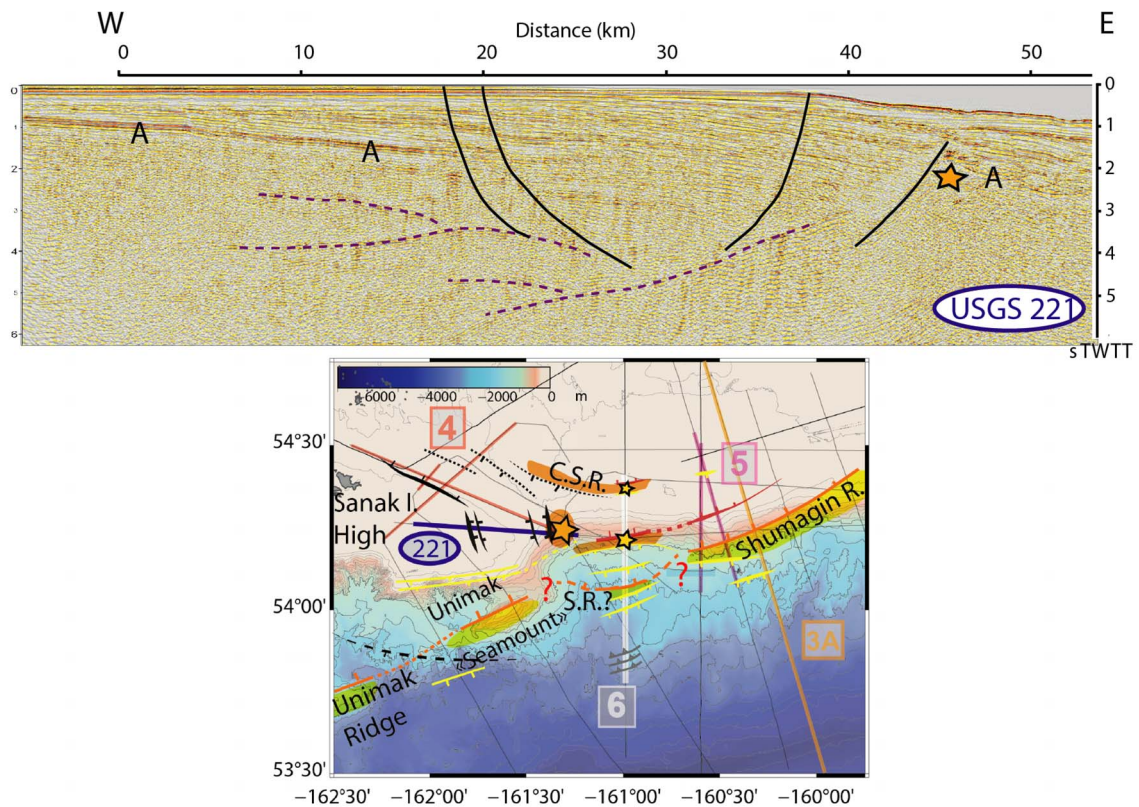 W
E
Distance (km)
0 10 20 30 40 50
0
1
2
3
4
5
6
0
1
2
3
4
5
sTWTT
A
A
A
USGS 221
-6000 -4000 -2000 0 m
4
5
C.S.R.
Sanak I.
High
221
Shumagin R.
Unimak
?
?
S.R.?
«Seamount»
3A
Unimak
Ridge
6
54°30'
54°00'
53°30'
−162°30' −162°00' −161°30' −161°00' −160°30' −160°00'